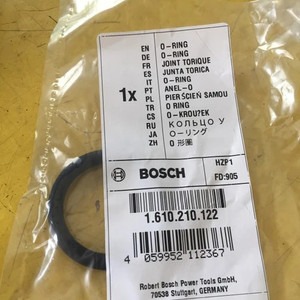 EN O-RING
DE O-RING
FR JOINT TORIQUE
ES JUNTA TORICA
IT O-RING
1x
PT ANEL-O
PL PIERŚCIEŃ SAMOU
TR O RING
CS O-KROU?EK
RU КОЛЬЦО У
JA O-リング
ZH O 形圈
BOSCH
HZP1
FD:905
1.610.210.122
4 059952 112367
Robert Bosch Power Tools GmbH,
70538 Stuttgart, GERMANY